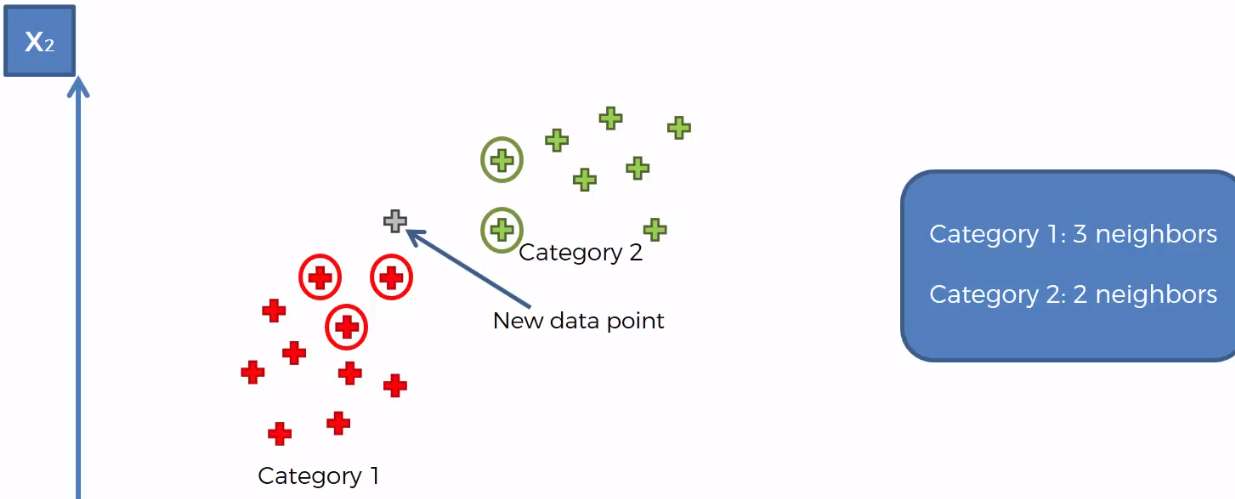 X2
Category 1: 3 neighbors
Category 2
Category 2: 2 neighbors
New data point
Category 1